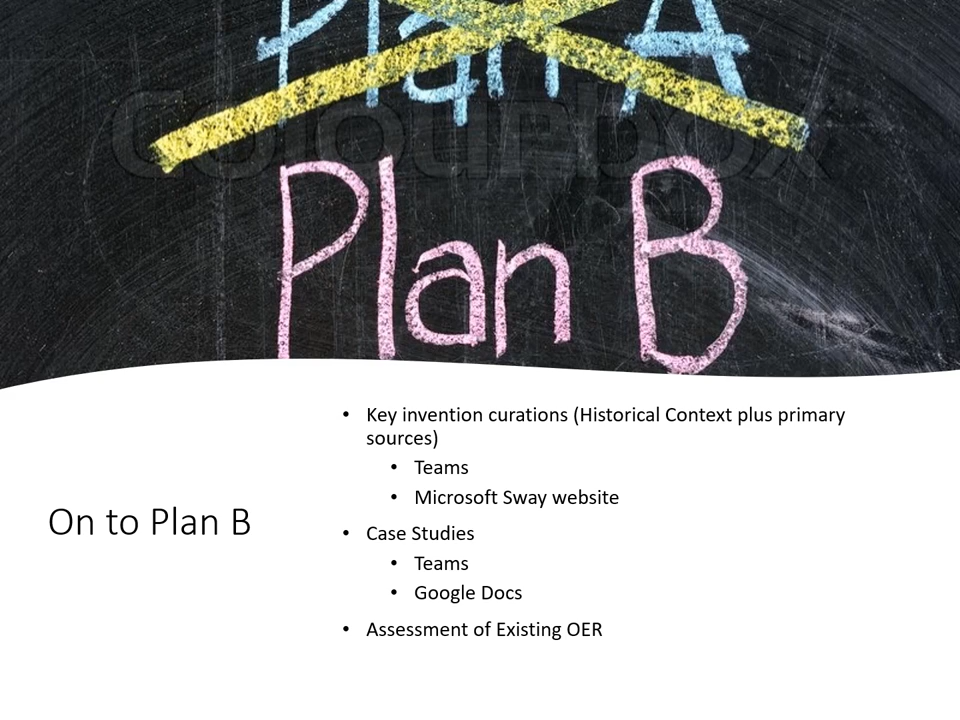 Plan A
colourbox
Plan B
On to Plan B
• Key invention curations (Historical Context plus primary
sources)
• Teams
• Microsoft Sway website
• Case Studies
• Teams
• Google Docs
• Assessment of Existing OER